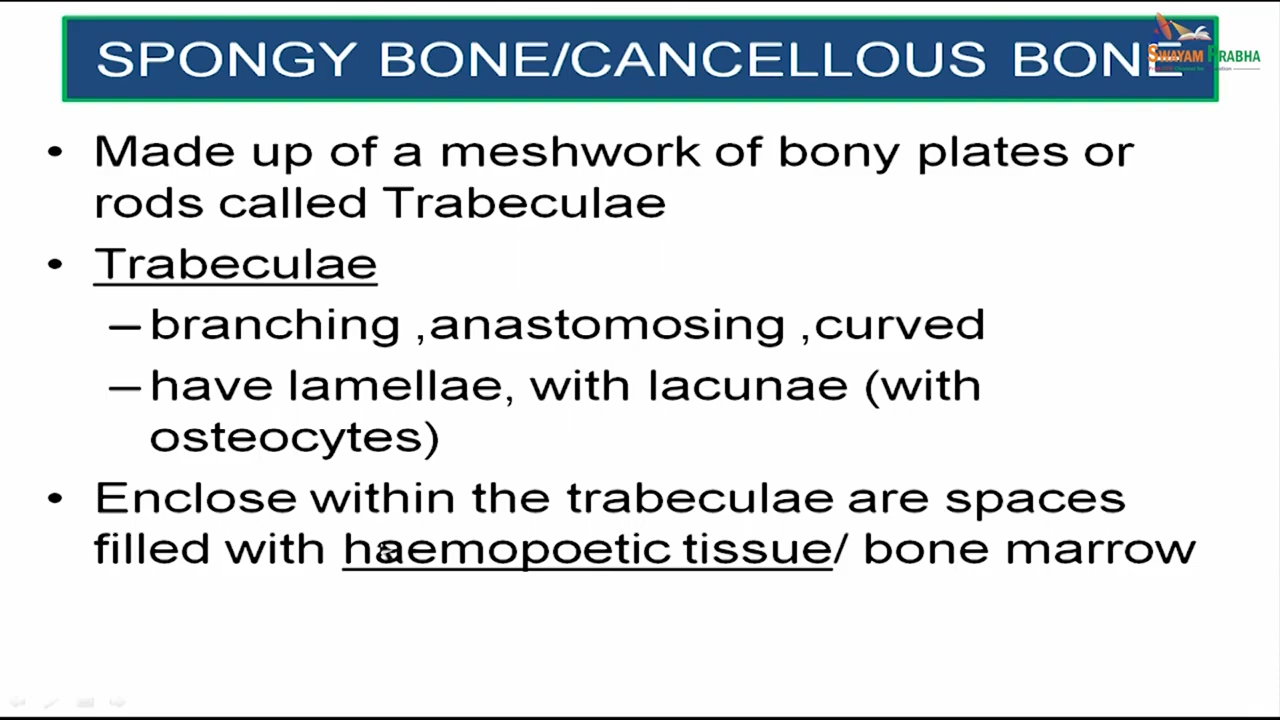 SPONGY BONE/CANCELLOUS BONE
SWAYAM PRABHA
• Made up of a meshwork of bony plates or
rods called Trabeculae
• Trabeculae
– branching ,anastomosing ,curved
– have lamellae, with lacunae (with
osteocytes)
• Enclose within the trabeculae are spaces
filled with haemopoetic tissue/ bone marrow